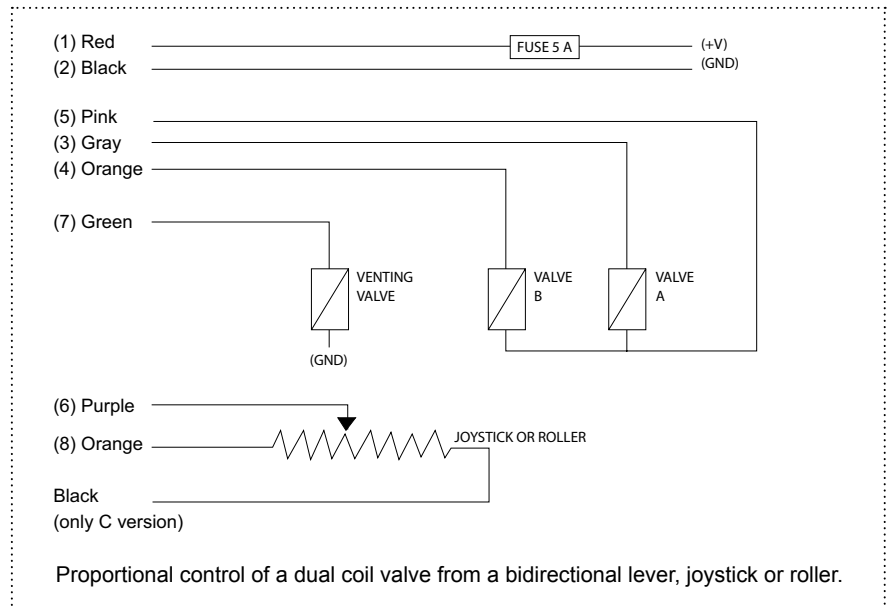 (1) Red
FUSE 5 A
(+V)
(2) Black
(GND)
(5) Pink
(3) Gray
(4) Orange
(7) Green
VENTING
VALVE
VALVE
B
VALVE
A
(GND)
(6) Purple
(8) Orange
JOYSTICK OR ROLLER
Black
(only C version)
Proportional control of a dual coil valve from a bidirectional lever, joystick or roller.